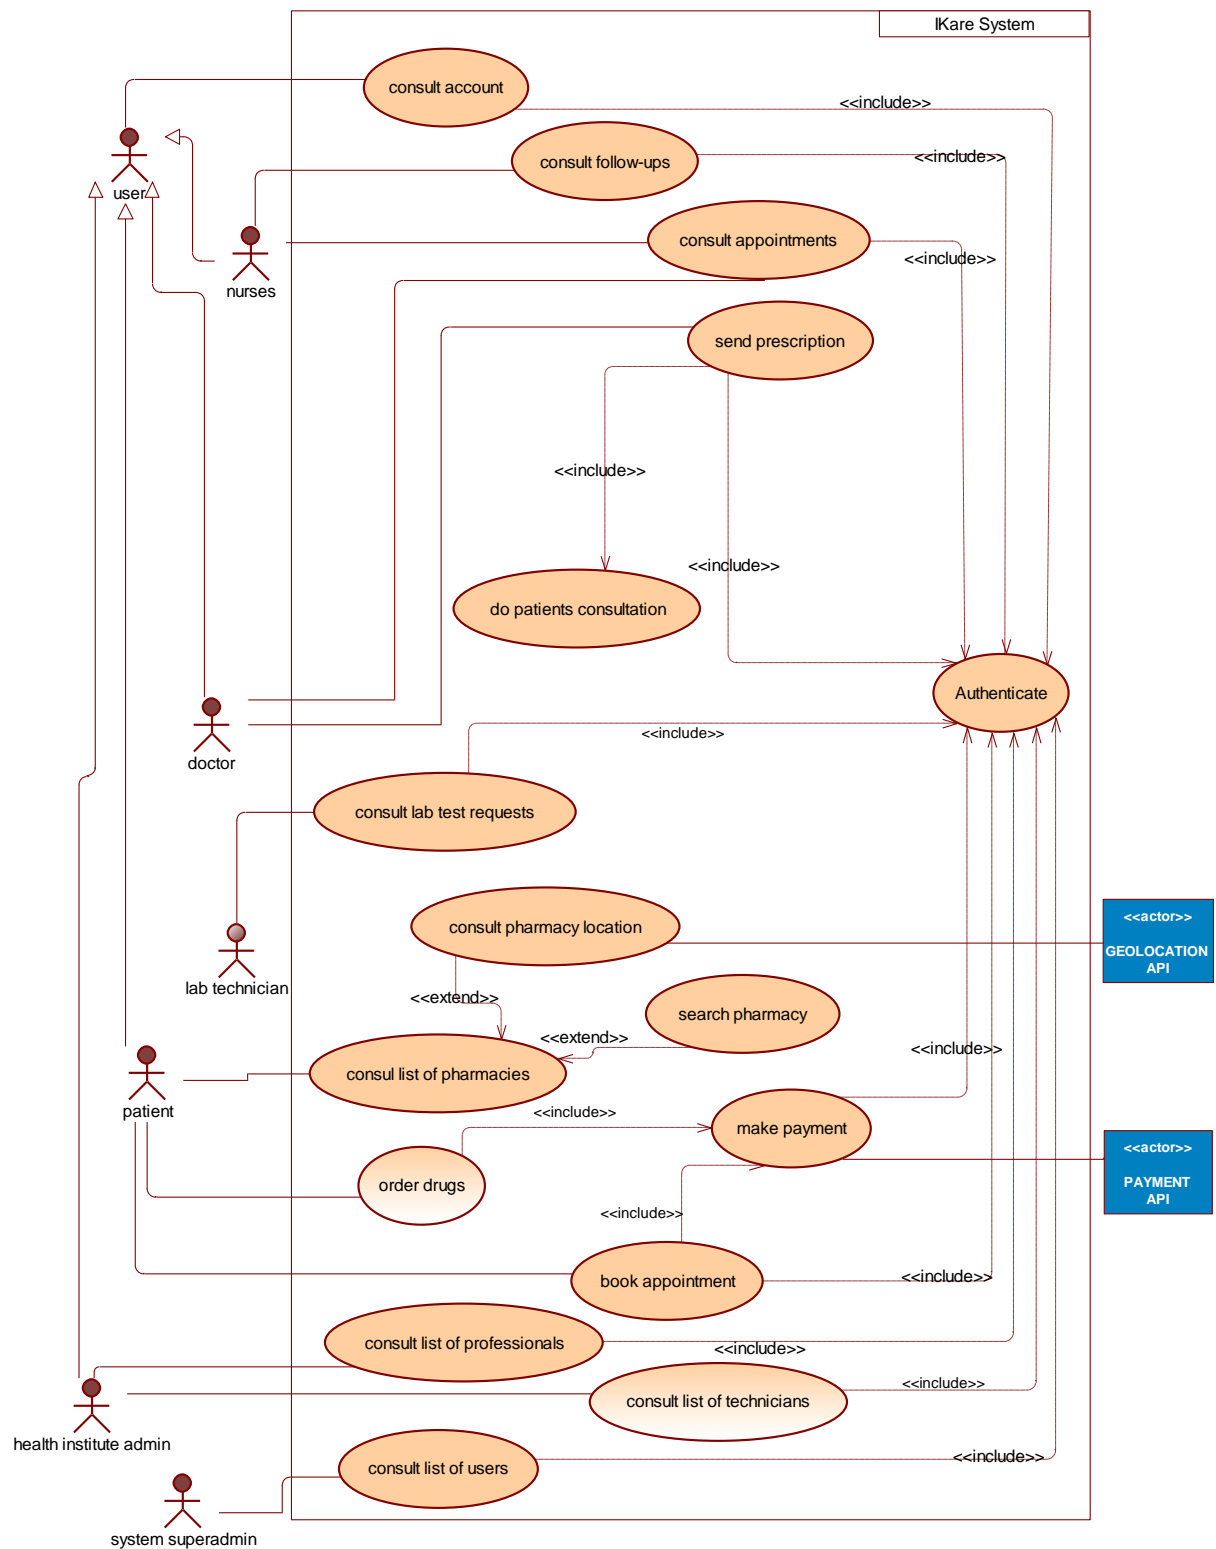 IKare System
consult account
<<include>>
consult follow-ups
<<include>>
user
consult appointments
<<include>>
nurses
send prescription
<<include>>
<<include>>
do patients consultation
Authenticate
<<include>>
doctor
consult lab test requests
consult pharmacy location
<<actor>>
GEOLOCATION
API
lab technician
<<extend>>
search pharmacy
<<extend>>
<<include>>
consul list of pharmacies
patient
<<include>>
make payment
<<actor>>
PAYMENT
API
order drugs
<<include>>
book appointment
<<include>>
consult list of professionals
<<include>>
<<include>>
consult list of technicians
health institute admin
<<include>>
consult list of users
system superadmin